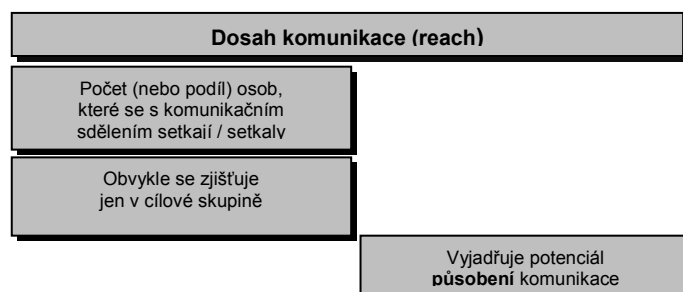 Dosah komunikace (reach)
Počet (nebo podíl) osob,
které se s komunikačním
sdělením setkají / setkaly
Obvykle se zjišťuje
jen v cílové skupině
Vyjadřuje potenciál
působení komunikace